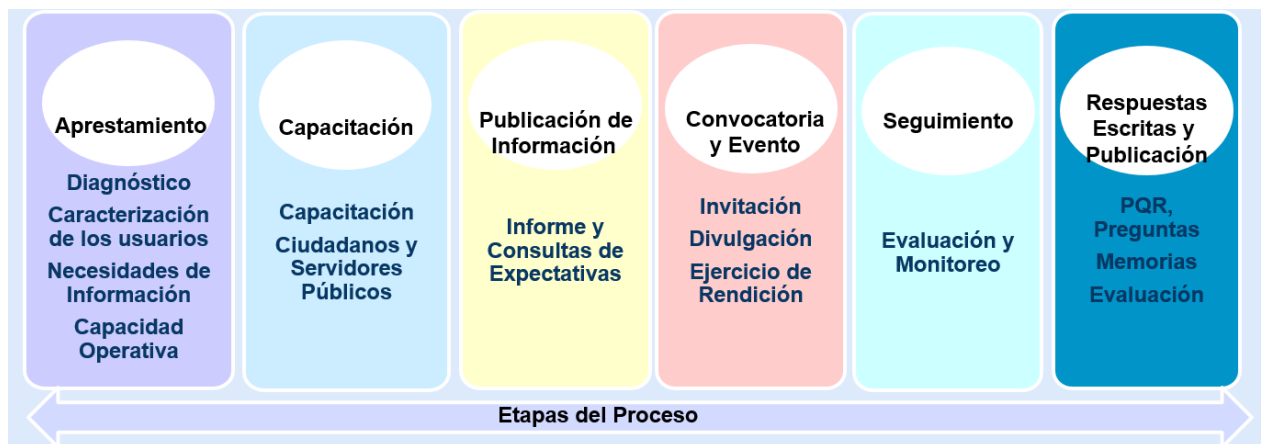 Aprestamiento
Diagnóstico
Caracterización
de los usuarios
Necesidades de
Información
Capacidad
Operativa
Capacitación
Capacitación
Ciudadanos y
Servidores
Públicos
Publicación de
Información
Informe y
Consultas de
Expectativas
Convocatoria
y Evento
Invitación
Divulgación
Ejercicio de
Rendición
Seguimiento
Evaluación y
Monitoreo
Respuestas
Escritas y
Publicación
PQR,
Preguntas
Memorias
Evaluación
Etapas del Proceso